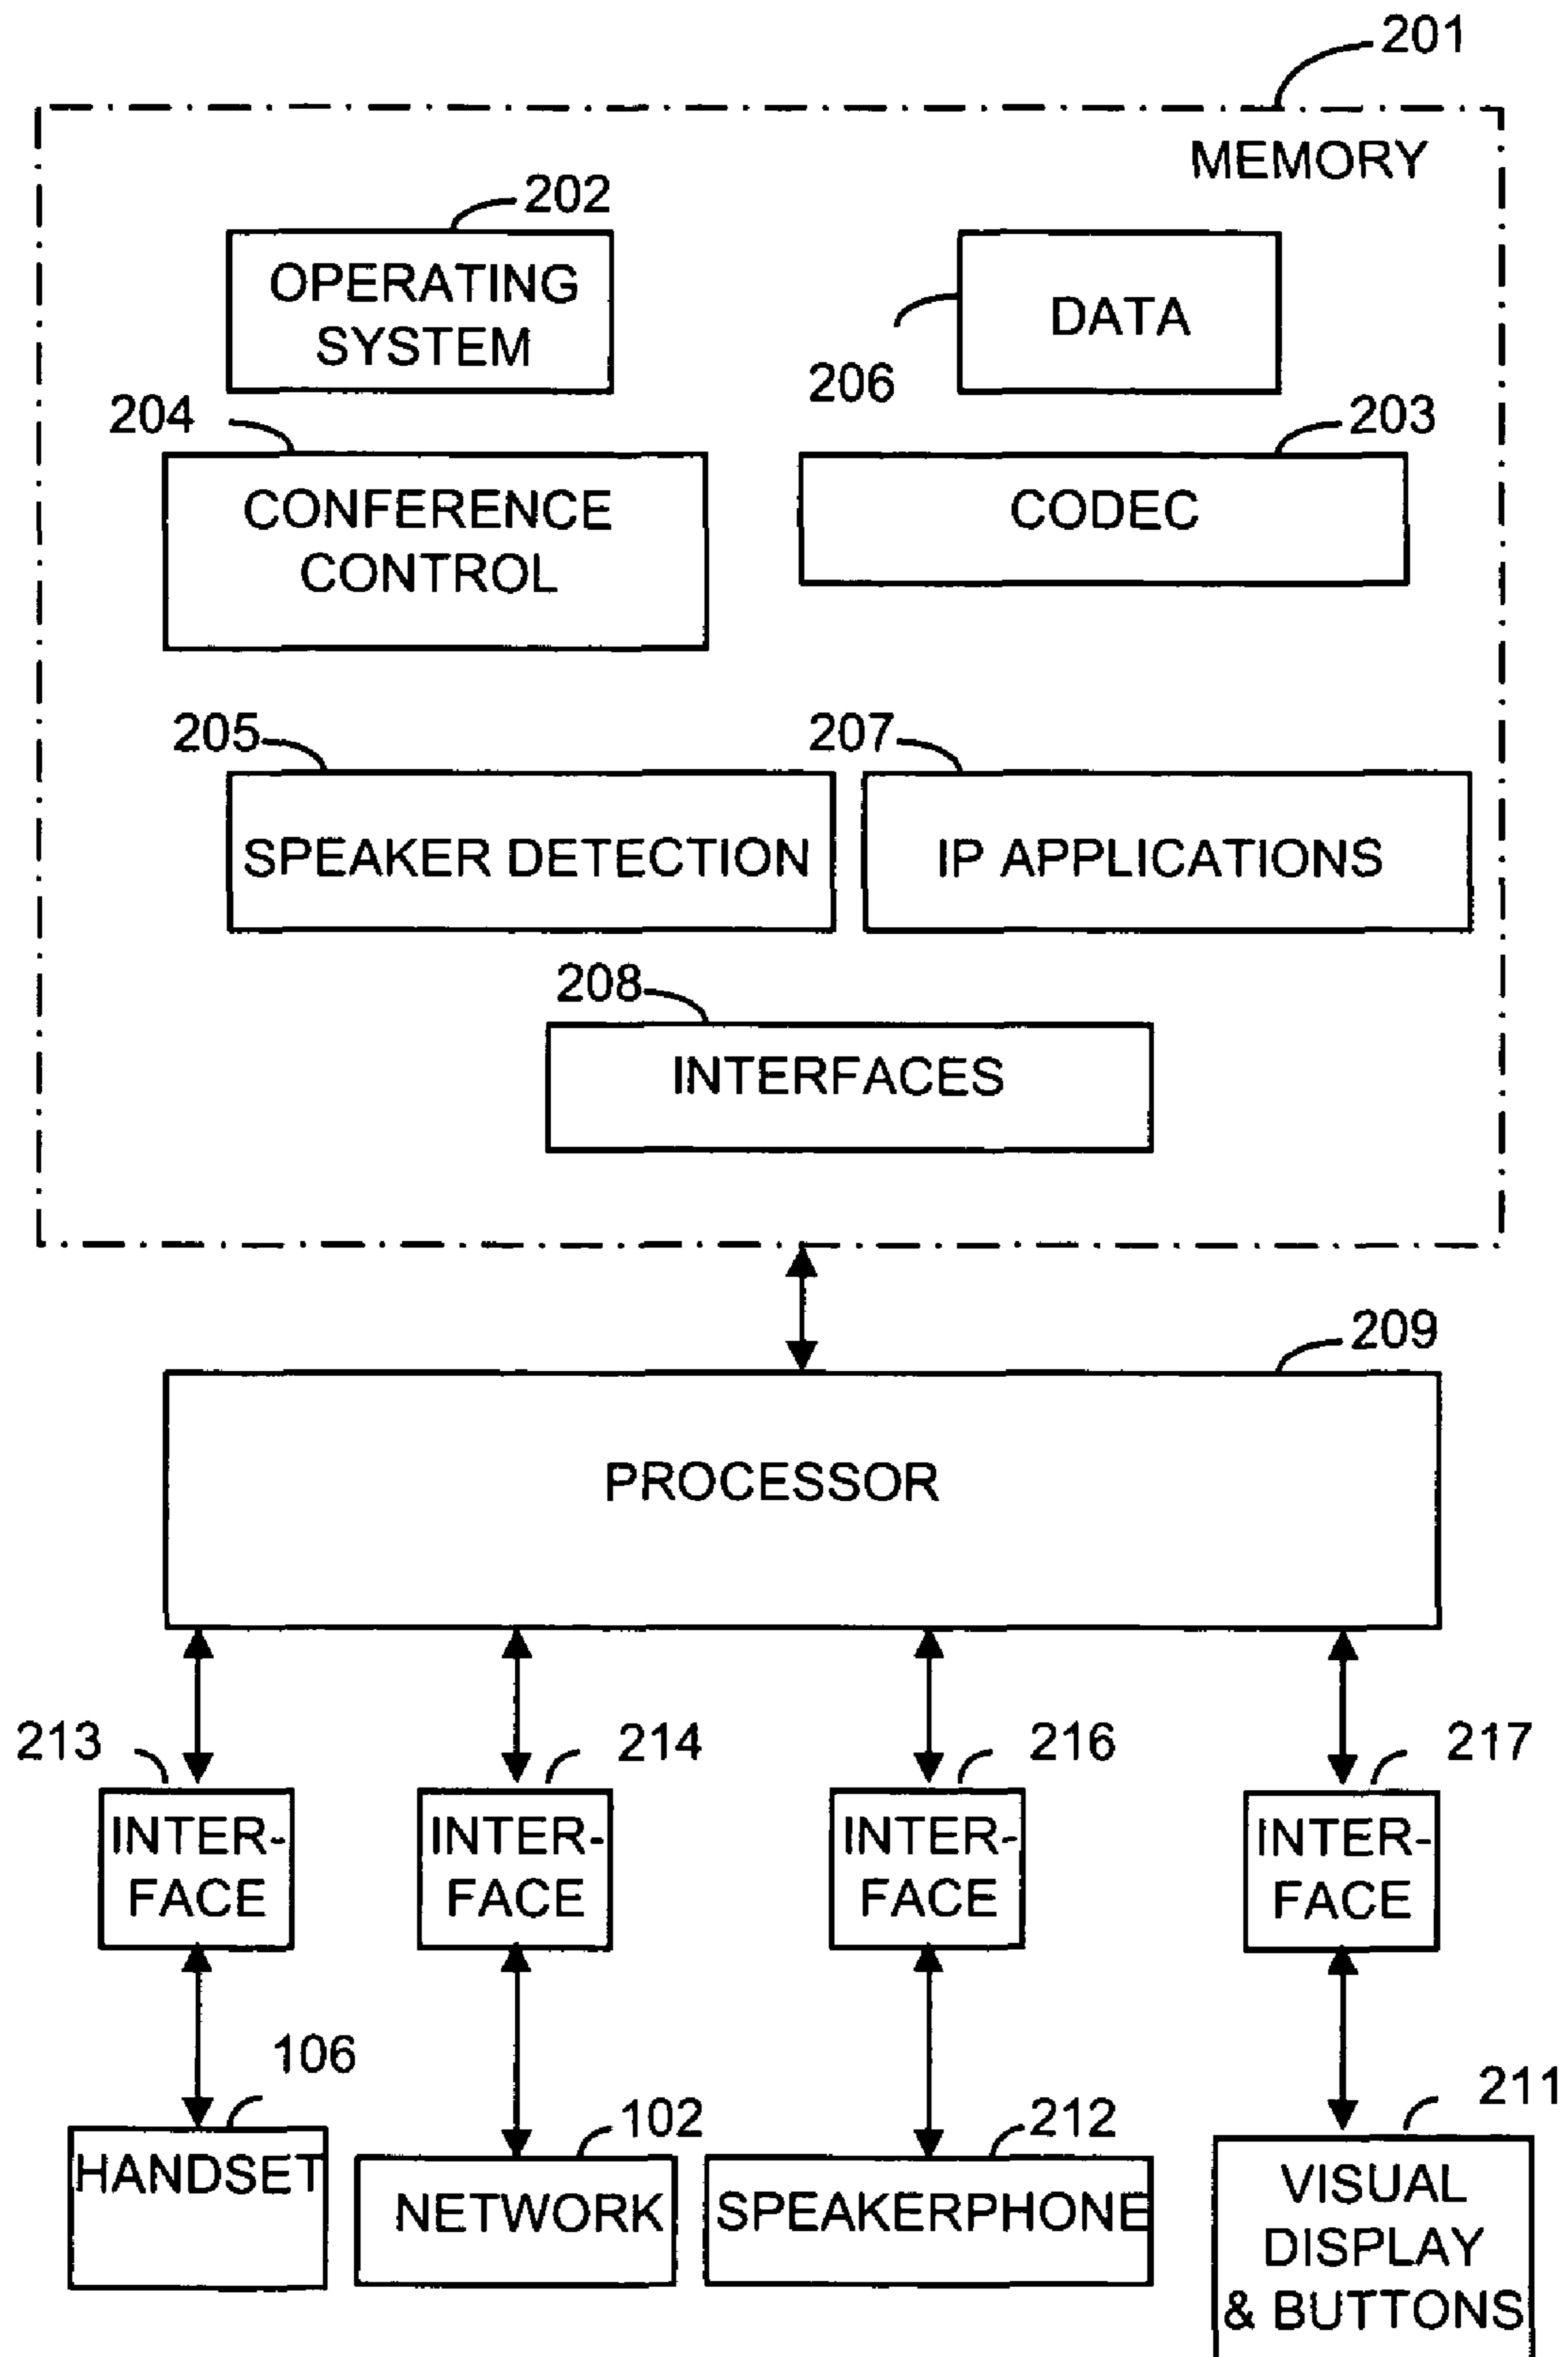 201
MEMORY
202
OPERATING
SYSTEM
DATA
206
204
203
CONFERENCE
CONTROL
CODEC
205
207
SPEAKER DETECTION
IP APPLICATIONS
208
INTERFACES
209
PROCESSOR
213
214
216
217
INTER-
FACE
INTER-
FACE
INTER-
FACE
INTER-
FACE
106
102
212
211
HANDSET
NETWORK
SPEAKERPHONE
VISUAL
DISPLAY
& BUTTONS